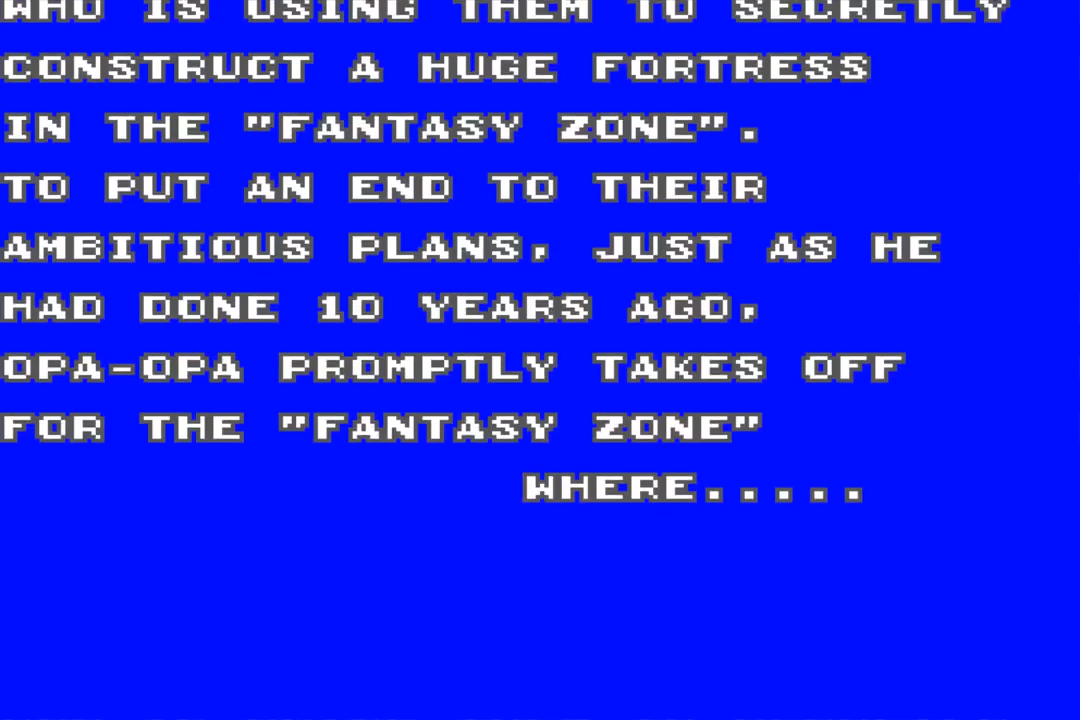 WHO IS USING THEM TO SECRETLY
CONSTRUCT A HUGE FORTRESS
IN THE "FANTASY ZONE".
TO PUT AN END TO THEIR
AMBITIOUS PLANS, JUST AS HE
HAD DONE 10 YEARS AGO,
OPA-OPA PROMPTLY TAKES OFF
FOR THE "FANTASY ZONE"
WHERE.....